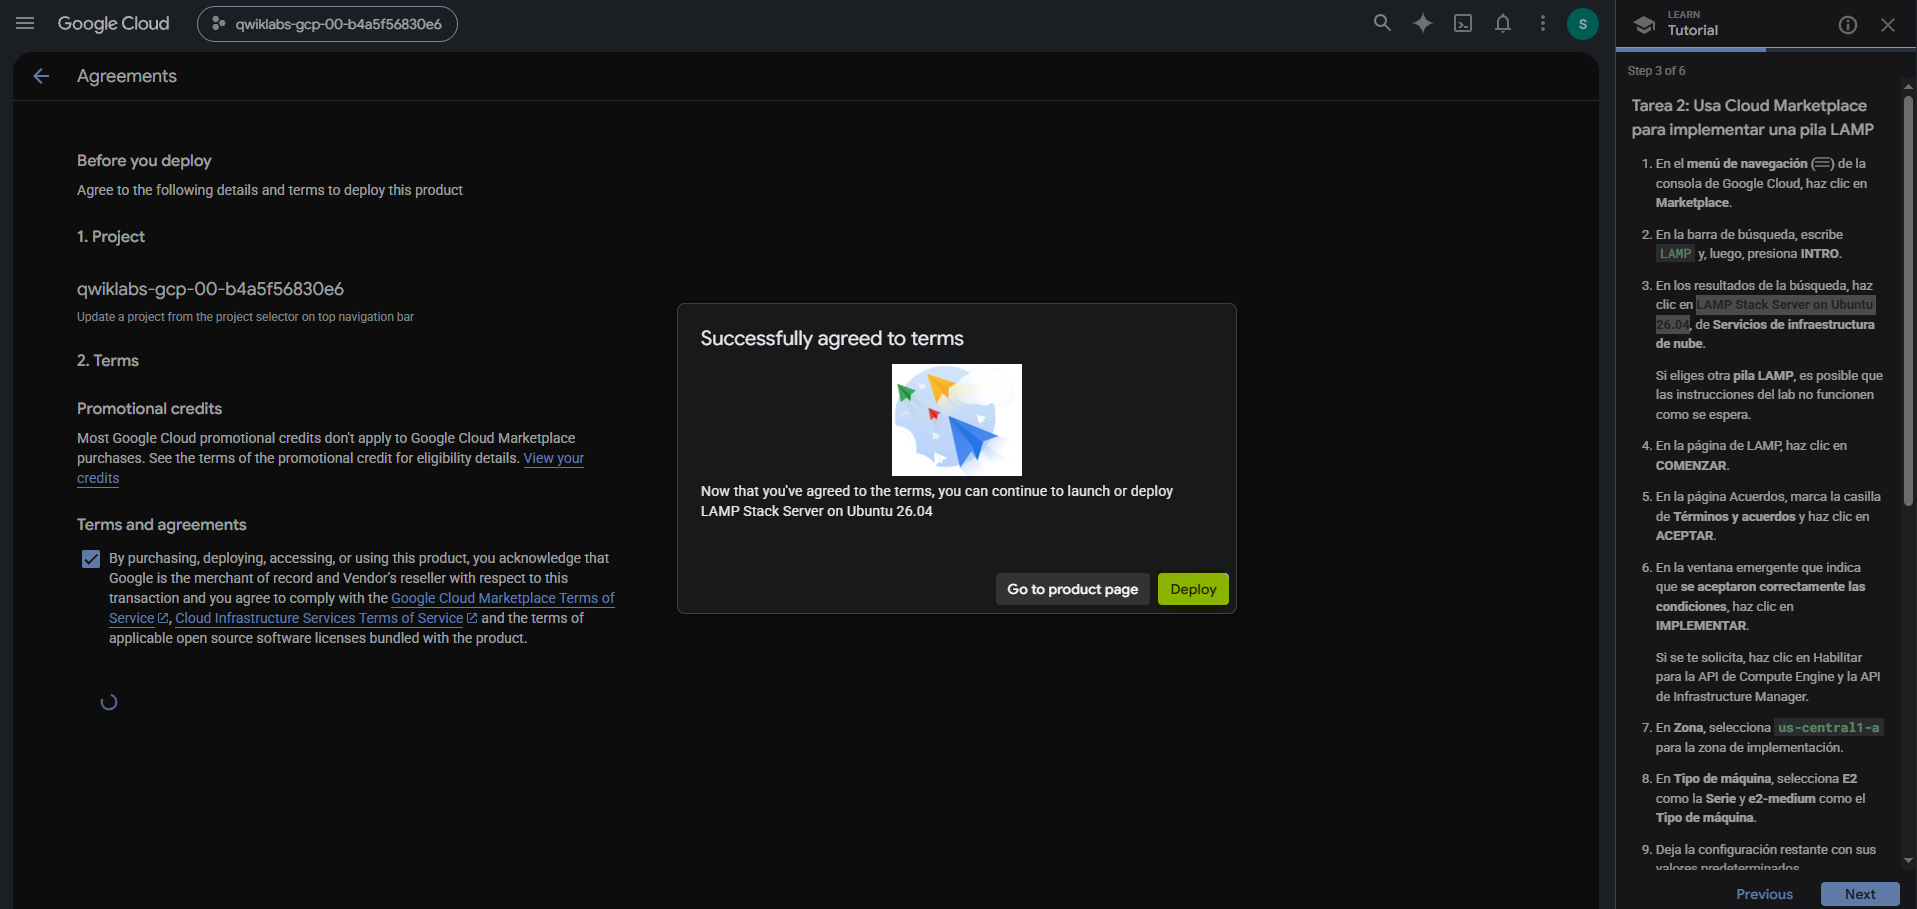 Google Cloud
qwiklabs-gcp-00-b4a5f56830e6
S
Agreements
Before you deploy
Agree to the following details and terms to deploy this product
1. Project
qwiklabs-gcp-00-b4a5f56830e6
Update a project from the project selector on top navigation bar
2. Terms
Promotional credits
Most Google Cloud promotional credits don't apply to Google Cloud Marketplace
purchases. See the terms of the promotional credit for eligibility details. View your
credits
Terms and agreements
By purchasing, deploying, accessing, or using this product, you acknowledge that
Google is the merchant of record and Vendor's reseller with respect to this
transaction and you agree to comply with the Google Cloud Marketplace Terms of
Service, Cloud Infrastructure Services Terms of Service and the terms of
applicable open source software licenses bundled with the product.
Successfully agreed to terms
Now that you've agreed to the terms, you can continue to launch or deploy
LAMP Stack Server on Ubuntu 26.04
Go to product page
Deploy
LEARN
Tutorial
Step 3 of 6
Tarea 2: Usa Cloud Marketplace
para implementar una pila LAMP
1. En el menú de navegación (≡) de la
consola de Google Cloud, haz clic en
Marketplace.
2. En la barra de búsqueda, escribe
LAMP y, luego, presiona INTRO.
3. En los resultados de la búsqueda, haz
clic en LAMP Stack Server on Ubuntu
26.04, de Servicios de infraestructura
de nube.
Si eliges otra pila LAMP, es posible que
las instrucciones del lab no funcionen
como se espera.
4. En la página de LAMP, haz clic en
COMENZAR.
5. En la página Acuerdos, marca la casilla
de Términos y acuerdos y haz clic en
ACEPTAR.
6. En la ventana emergente que indica
que se aceptaron correctamente las
condiciones, haz clic en
IMPLEMENTAR.
Si se te solicita, haz clic en Habilitar
para la API de Compute Engine y la API
de Infrastructure Manager.
7. En Zona, selecciona us-central1-a
para la zona de implementación.
8. En Tipo de máquina, selecciona E2
como la Serie y e2-medium como el
Tipo de máquina.
9. Deja la configuración restante con sus
valores predeterminados.
Previous
Next